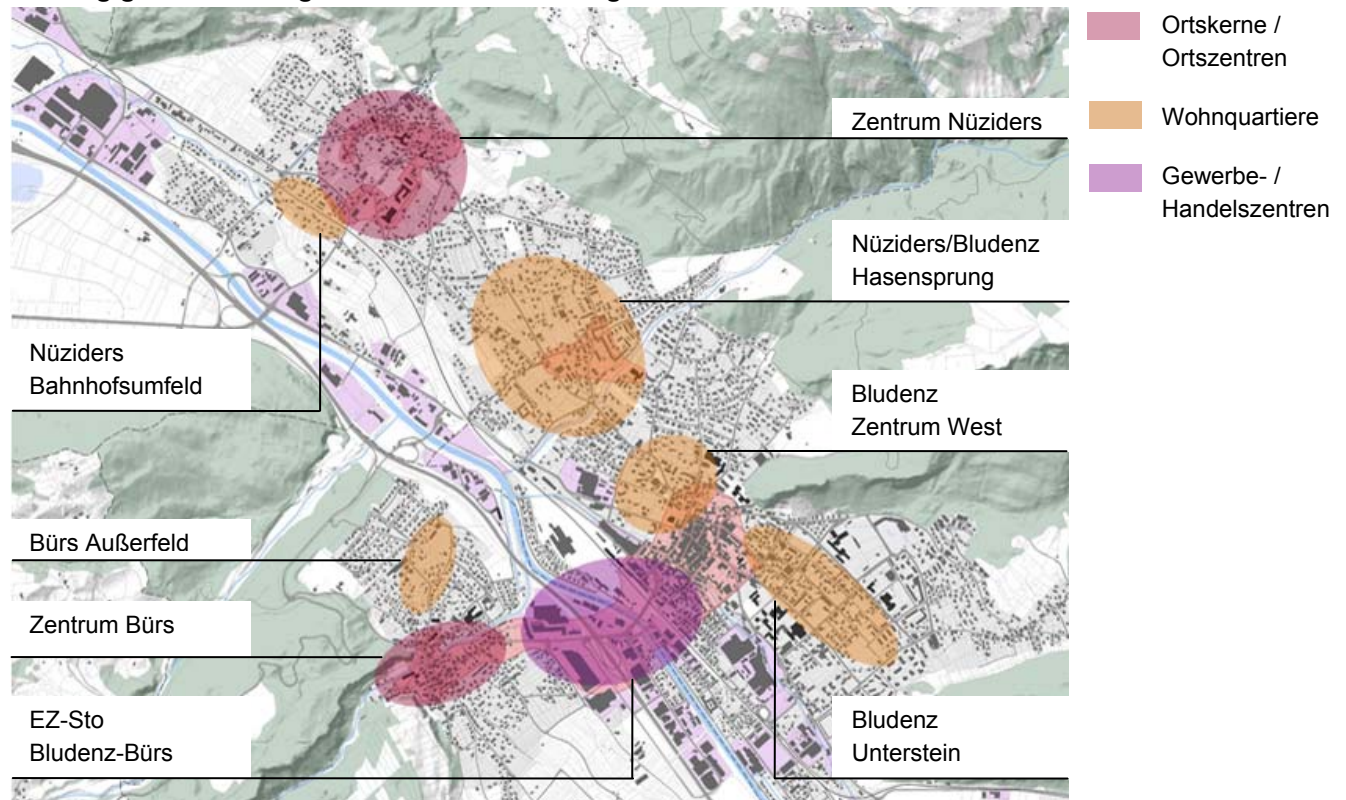 Ortskerne /
Ortszentren
Wohnquartiere
Gewerbe- /
Handelszentren
Zentrum Nüziders
Nüziders/Bludenz
Hasensprung
Nüziders
Bahnhofsumfeld
Bludenz
Zentrum West
Bürs Außerfeld
Zentrum Bürs
EZ-Sto
Bludenz-Bürs
Bludenz
Unterstein